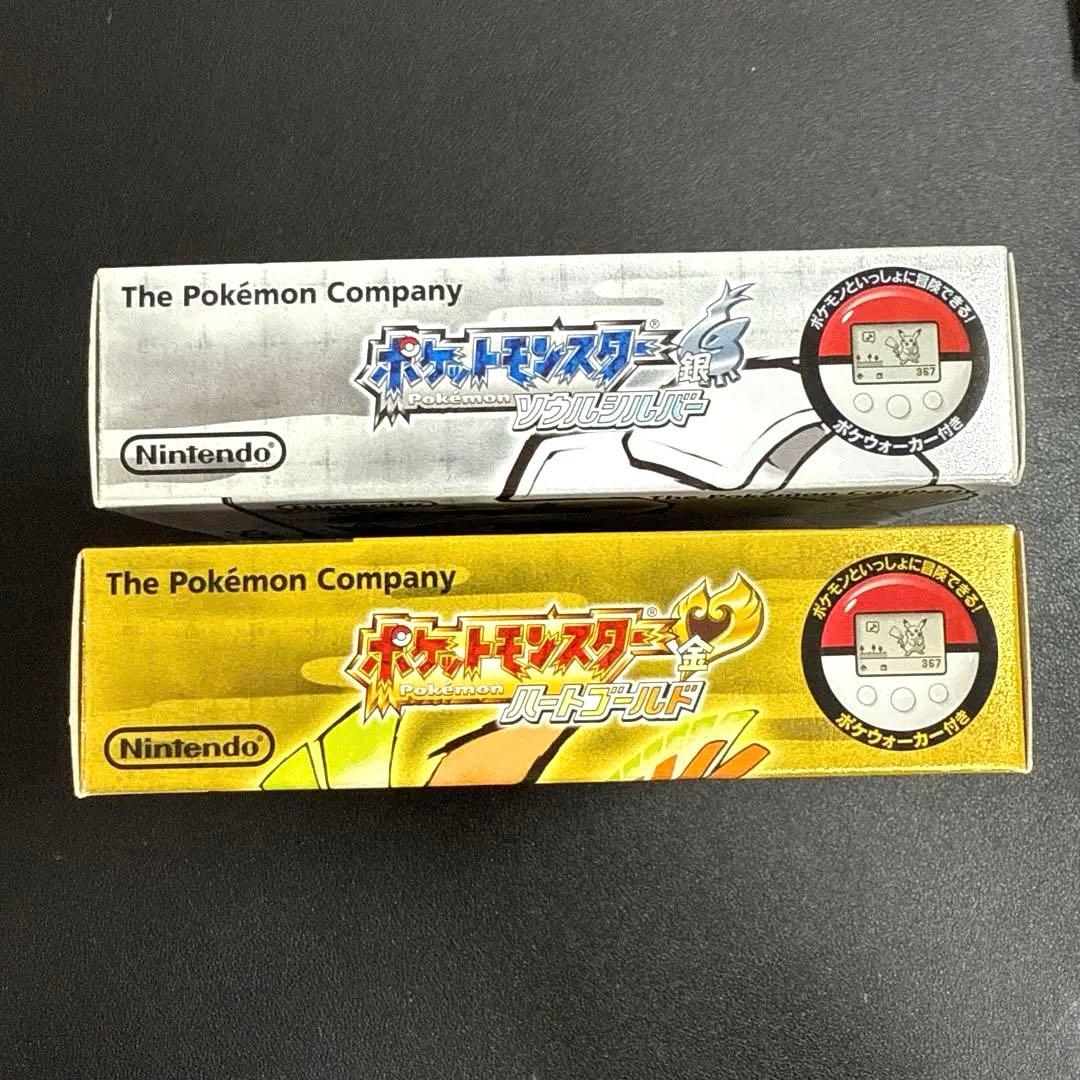 The Pokémon Company
ポケットモンスター®
銀
Pokémon
ソウルシルバー
Nintendo®
ポケモンといっしょに冒険できる!
367
ポケウォーカー付き
Nintendo
The Pokémon Company
The Pokémon Company
ポケットモンスター®
金
Pokémon
ハートゴールド
Nintendo®
ポケモンといっしょに冒険できる!
367
ポケウォーカー付き